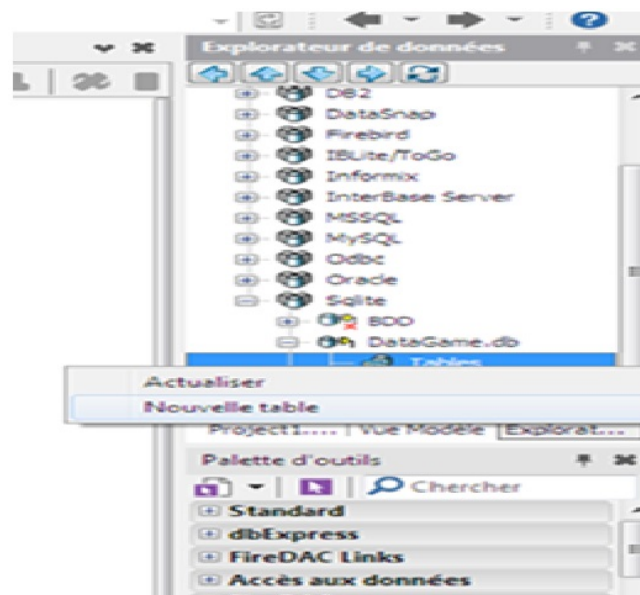 Explorateur de données
DB2
DataSnap
Firebird
IBLite/ToGo
Informix
InterBase Server
MSSQL
MySQL
Odbc
Oracle
Sqlite
BDD
DataGame.db
Tables
Actualiser
Nouvelle table
Project1.... Vue Modèle Explorat...
Palette d'outils
Chercher
Standard
dbExpress
FireDAC Links
Accès aux données